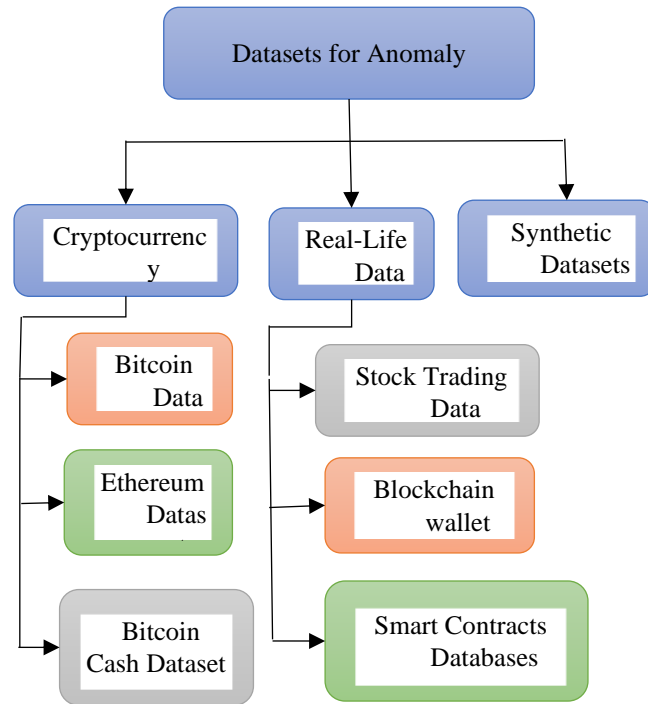 Datasets for Anomaly
Cryptocurrenc
y
Real-Life
Data
Synthetic
Datasets
Bitcoin
Data
Ethereum
Datas
Bitcoin
Cash Dataset
Stock Trading
Data
Blockchain
wallet
Smart Contracts
Databases